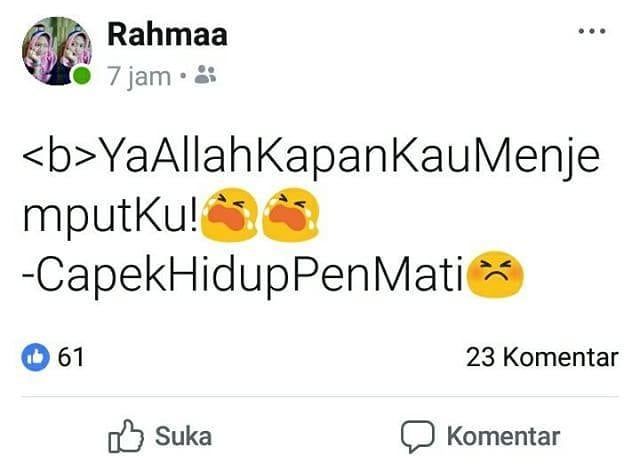 Rahmaa
7 jam
<b>YaAllahKapanKauMenje
mputKu!😭😭
-CapekHidupPenMati😣
61
23 Komentar
Suka
Komentar